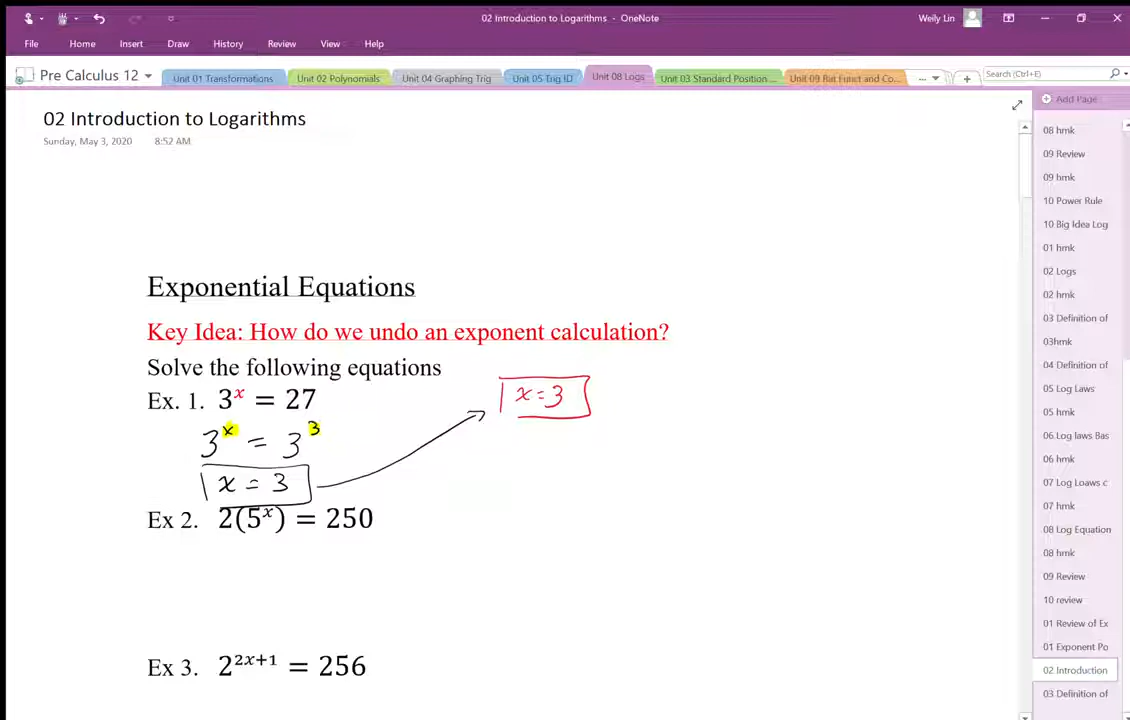 02 Introduction to Logarithms - OneNote
Weily Lin
File Home Insert Draw History Review View Help
Pre Calculus 12
Unit 01 Transformations
Unit 02 Polynomials
Unit 04 Graphing Trig
Unit 05 Trig ID
Unit 08 Logs
Unit 03 Standard Position ...
Unit 09 Rat Funct and Co...
...
Search (Ctrl+E)
02 Introduction to Logarithms
Sunday, May 3, 2020 8:52 AM
Exponential Equations
Key Idea: How do we undo an exponent calculation?
Solve the following equations
Ex. 1. 3^x = 27
x = 3
3^x = 3^3
x = 3
Ex 2. 2(5^x) = 250
Ex 3. 2^{2x+1} = 256
Add Page
08 hmk
09 Review
09 hmk
10 Power Rule
10 Big Idea Log
01 hmk
02 Logs
02 hmk
03 Definition of
03hmk
04 Definition of
05 Log Laws
05 hmk
06 Log laws Bas
06 hmk
07 Log Loaws c
07 hmk
08 Log Equation
08 hmk
09 Review
10 review
01 Review of Ex
01 Exponent Po
02 Introduction
03 Definition of